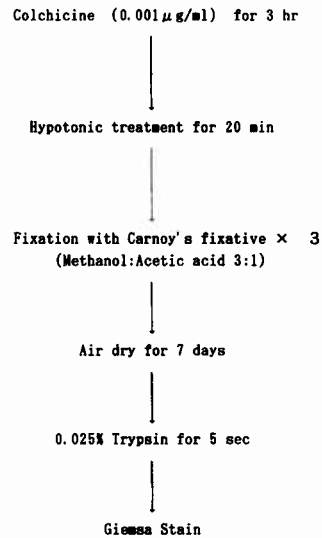 Colchicine (0.001μg/ml) for 3 hr
Hypotonic treatment for 20 min
Fixation with Carnoy's fixative × 3
(Methanol:Acetic acid 3:1)
Air dry for 7 days
0.025% Trypsin for 5 sec
Giemsa Stain